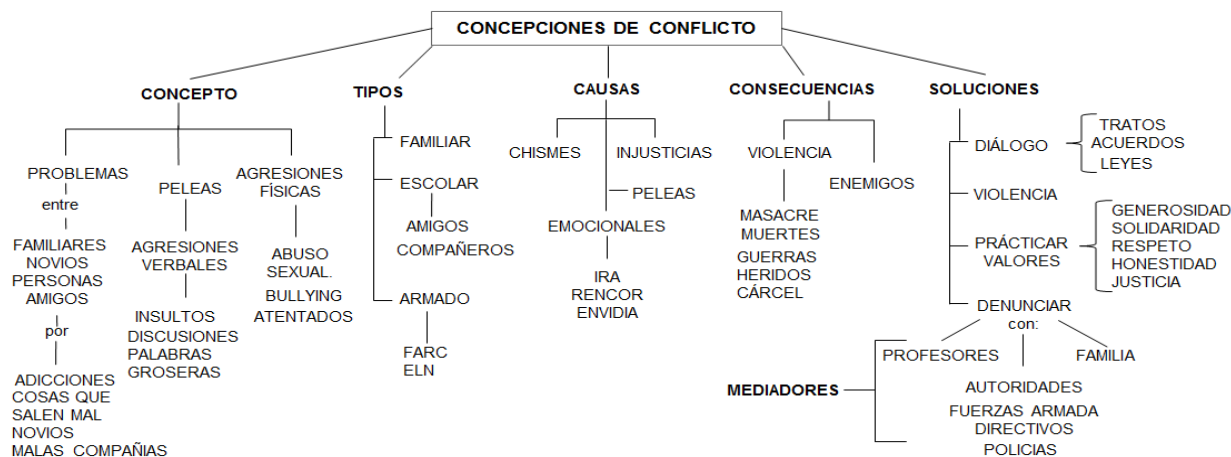 CONCEPCIONES DE CONFLICTO
CONCEPTO
PROBLEMAS
entre
FAMILIARES
NOVIOS
PERSONAS
AMIGOS
por
ADICCIONES
COSAS QUE
SALEN MAL
NOVIOS
MALAS COMPAÑIAS
PELEAS
AGRESIONES
VERBALES
INSULTOS
DISCUSIONES
PALABRAS
GROSERAS
AGRESIONES
FÍSICAS
ABUSO
SEXUAL.
BULLYING
ATENTADOS
TIPOS
FAMILIAR
ESCOLAR
AMIGOS
COMPAÑEROS
ARMADO
FARC
ELN
CAUSAS
CHISMES
INJUSTICIAS
PELEAS
EMOCIONALES
IRA
RENCOR
ENVIDIA
CONSECUENCIAS
VIOLENCIA
MASACRE
MUERTES
GUERRAS
HERIDOS
CÁRCEL
ENEMIGOS
SOLUCIONES
DIÁLOGO
TRATOS
ACUERDOS
LEYES
VIOLENCIA
PRÁCTICAR
VALORES
GENEROSIDAD
SOLIDARIDAD
RESPETO
HONESTIDAD
JUSTICIA
DENUNCIAR
con:
PROFESORES
FAMILIA
MEDIADORES
AUTORIDADES
FUERZAS ARMADA
DIRECTIVOS
POLICIAS